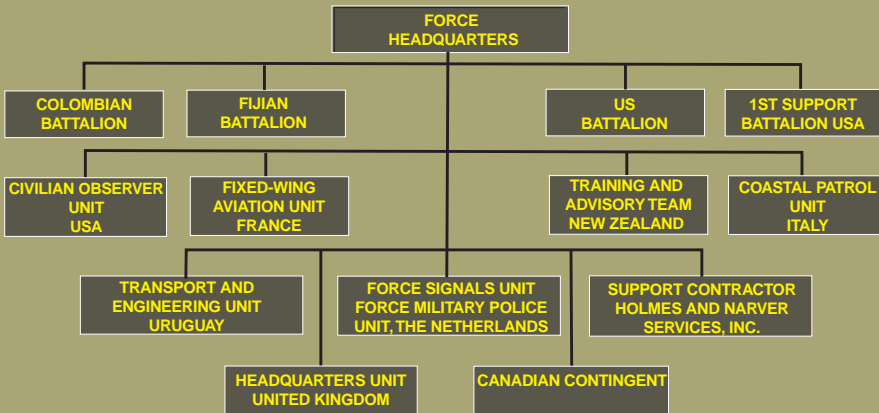 FORCE
HEADQUARTERS
COLOMBIAN
BATTALION
FIJIAN
BATTALION
US
BATTALION
1ST SUPPORT
BATTALION USA
CIVILIAN OBSERVER
UNIT
USA
FIXED-WING
AVIATION UNIT
FRANCE
TRAINING AND
ADVISORY TEAM
NEW ZEALAND
COASTAL PATROL
UNIT
ITALY
TRANSPORT AND
ENGINEERING UNIT
URUGUAY
FORCE SIGNALS UNIT
FORCE MILITARY POLICE
UNIT, THE NETHERLANDS
SUPPORT CONTRACTOR
HOLMES AND NARVER
SERVICES, INC.
HEADQUARTERS UNIT
UNITED KINGDOM
CANADIAN CONTINGENT